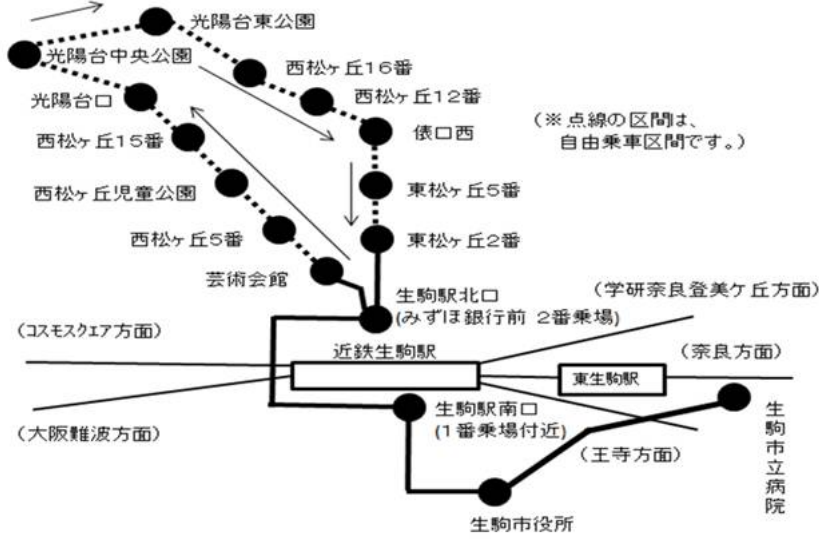 光陽台東公園
光陽台中央公園
西松ヶ丘16番
光陽台口
西松ヶ丘12番
(※点線の区間は、
自由乗車区間です。)
西松ヶ丘15番
俵口西
西松ヶ丘児童公園
東松ヶ丘5番
西松ヶ丘5番
東松ヶ丘2番
芸術会館
生駒駅北口
(みずほ銀行前 2番乗場)
(学研奈良登美ケ丘方面)
(コスモスクエア方面)
近鉄生駒駅
(奈良方面)
東生駒駅
生駒駅南口
(1番乗場付近)
(大阪難波方面)
(王寺方面)
生駒市立病院
生駒市役所